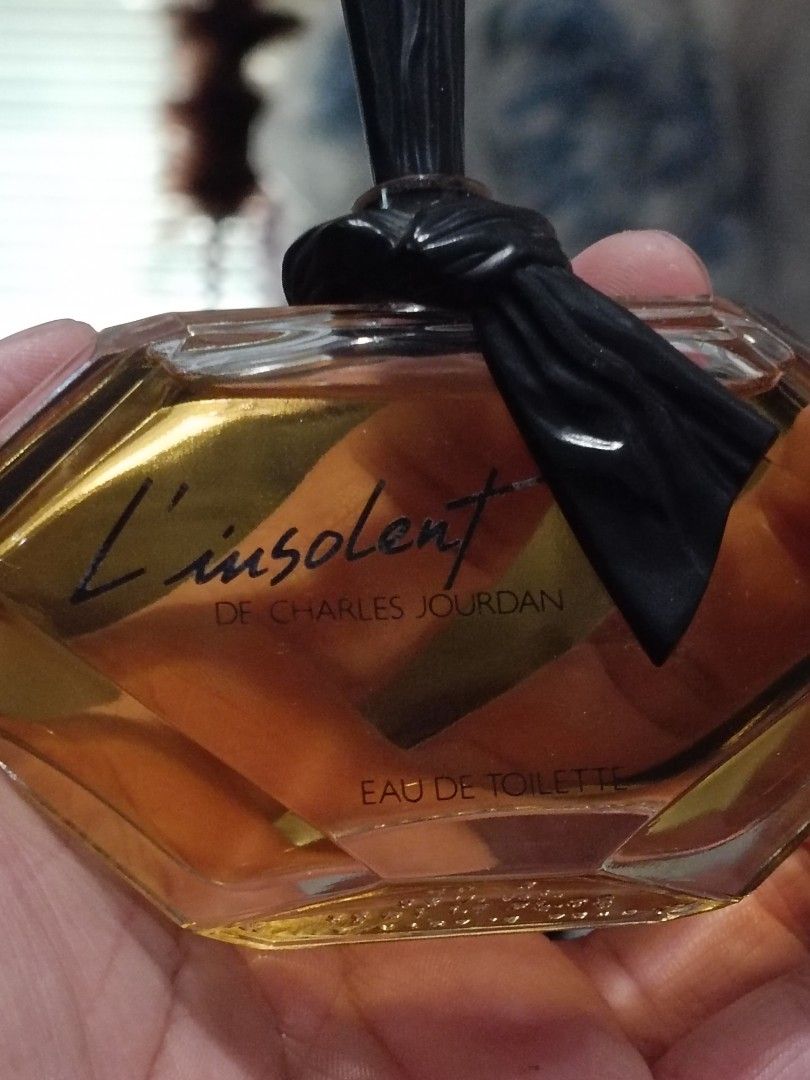 L'insolent
DE CHARLES JOURDAN
EAU DE TOILETTE